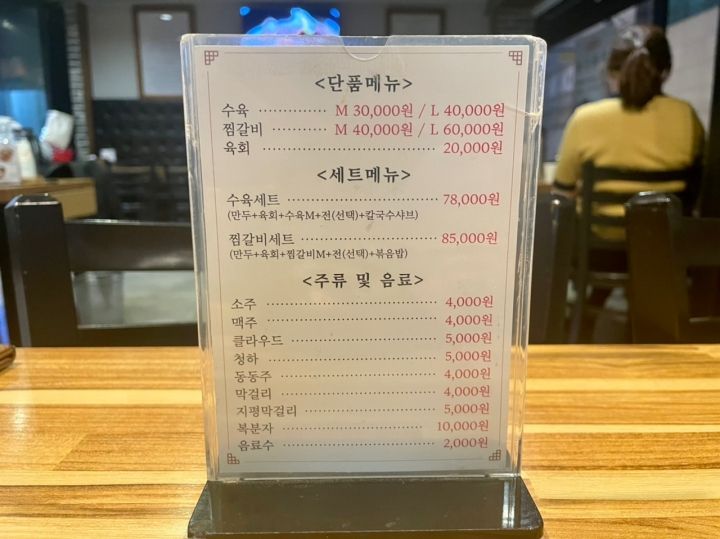 <단품메뉴>
수육 ············· M 30,000원 / L 40,000원
찜갈비 ··········· M 40,000원 / L 60,000원
육회 ································ 20,000원
<세트메뉴>
수육세트 ···························· 78,000원
(만두+육회+수육M+전(선택)+칼국수샤브)
찜갈비세트 ·························· 85,000원
(만두+육회+찜갈비M+전(선택)+볶음밥)
<주류 및 음료>
소주 ································ 4,000원
맥주 ································ 4,000원
클라우드 ···························· 5,000원
청하 ································ 5,000원
동동주 ······························ 4,000원
막걸리 ······························ 4,000원
지평막걸리 ·························· 5,000원
복분자 ······························ 10,000원
음료수 ······························ 2,000원